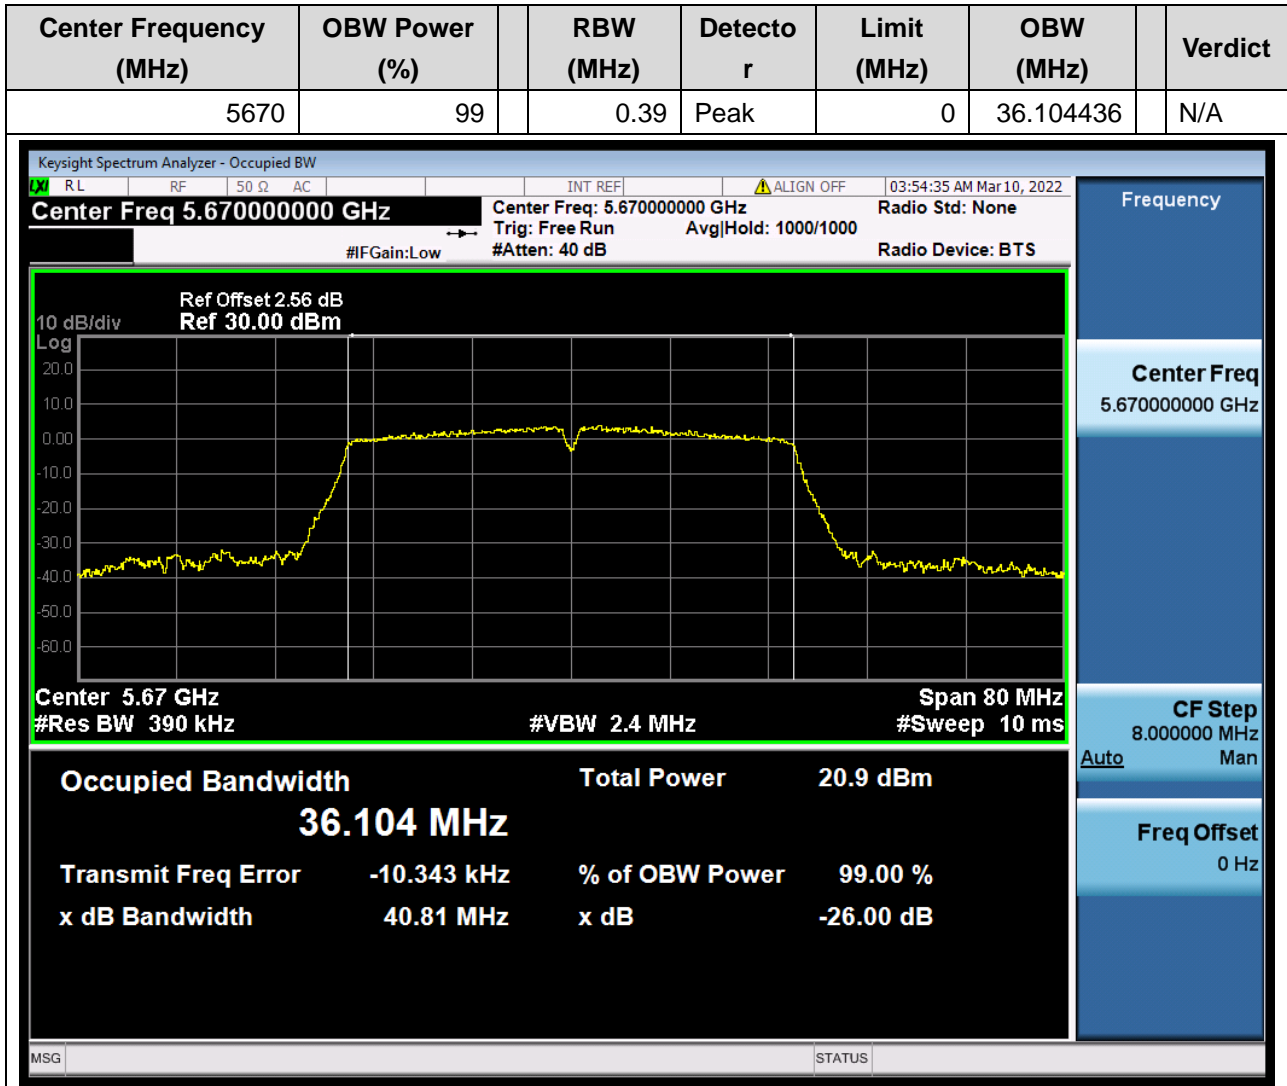 Center Frequency (MHz) OBW Power (%) RBW (MHz) Detecto r Limit (MHz) OBW (MHz) Verdict
5670 99 0.39 Peak 0 36.104436 N/A
Keysight Spectrum Analyzer - Occupied BW
LXI RL RF 50 Ω AC INT REF ALIGN OFF 03:54:35 AM Mar 10, 2022
Center Freq 5.670000000 GHz
Center Freq: 5.670000000 GHz Radio Std: None
Trig: Free Run Avg|Hold: 1000/1000
#IFGain:Low #Atten: 40 dB Radio Device: BTS
Ref Offset 2.56 dB
10 dB/div Ref 30.00 dBm
Log
20.0
10.0
0.00
-10.0
-20.0
-30.0
-40.0
-50.0
-60.0
Center 5.67 GHz Span 80 MHz
#Res BW 390 kHz #VBW 2.4 MHz #Sweep 10 ms
Occupied Bandwidth Total Power 20.9 dBm
36.104 MHz
Transmit Freq Error -10.343 kHz % of OBW Power 99.00 %
x dB Bandwidth 40.81 MHz x dB -26.00 dB
Frequency
Center Freq
5.670000000 GHz
CF Step
8.000000 MHz
Auto Man
Freq Offset
0 Hz
MSG STATUS